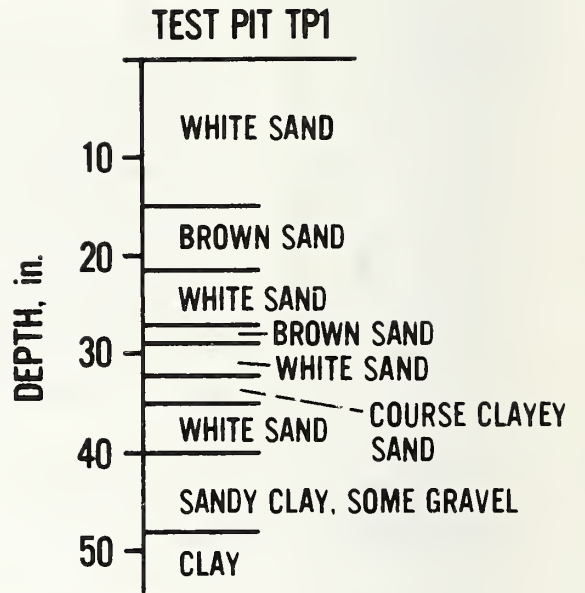 TEST PIT TP1
WHITE SAND
10
BROWN SAND
20
WHITE SAND
BROWN SAND
30
WHITE SAND
COURSE CLAYEY
SAND
WHITE SAND
40
SANDY CLAY, SOME GRAVEL
50
CLAY
DEPTH, in.